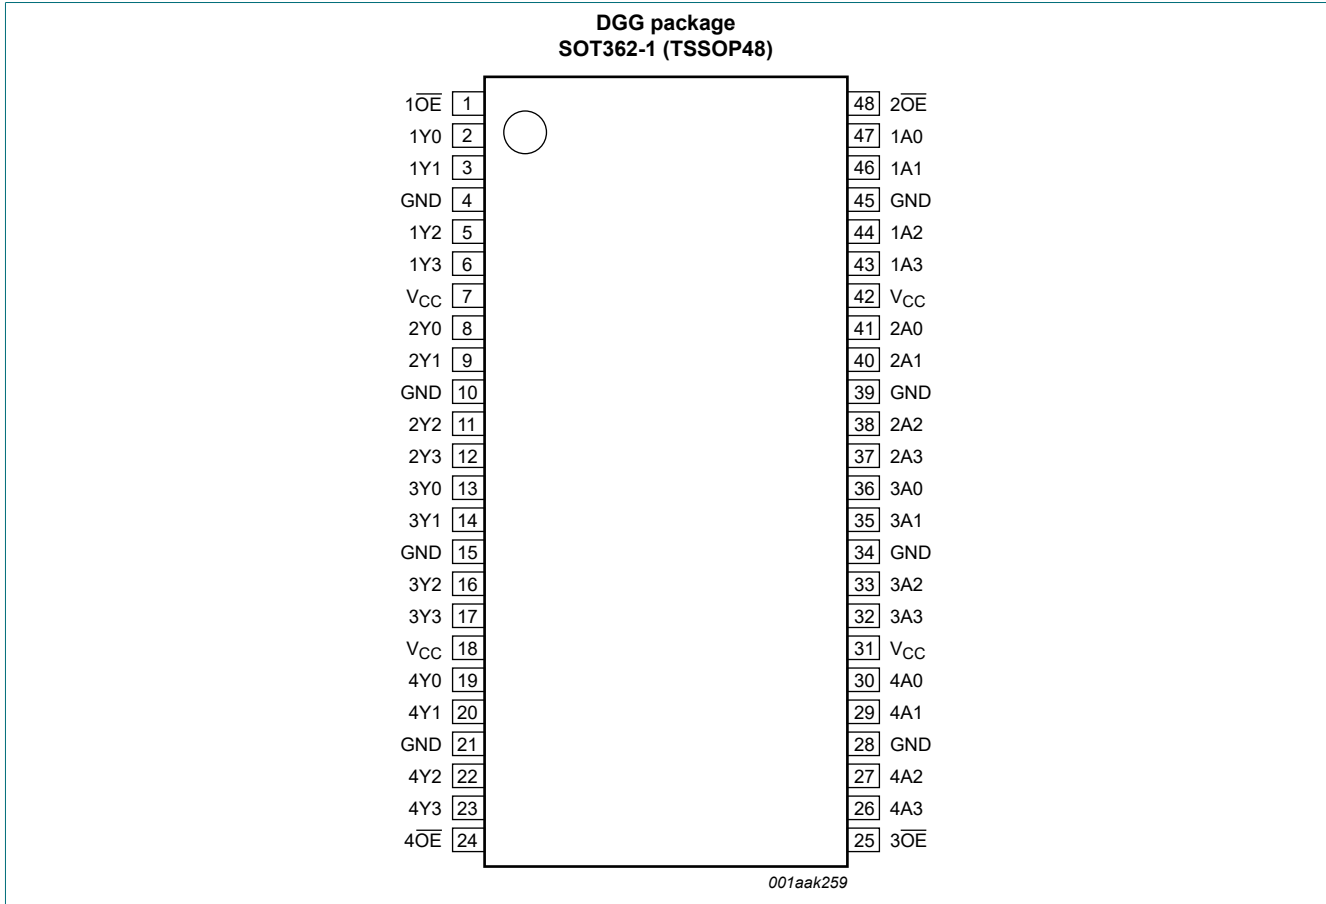 DGG package
SOT362-1 (TSSOP48)
1O̅E̅ 1 48 2O̅E̅
1Y0 2 47 1A0
1Y1 3 46 1A1
GND 4 45 GND
1Y2 5 44 1A2
1Y3 6 43 1A3
VCC 7 42 VCC
2Y0 8 41 2A0
2Y1 9 40 2A1
GND 10 39 GND
2Y2 11 38 2A2
2Y3 12 37 2A3
3Y0 13 36 3A0
3Y1 14 35 3A1
GND 15 34 GND
3Y2 16 33 3A2
3Y3 17 32 3A3
VCC 18 31 VCC
4Y0 19 30 4A0
4Y1 20 29 4A1
GND 21 28 GND
4Y2 22 27 4A2
4Y3 23 26 4A3
4O̅E̅ 24 25 3O̅E̅
001aak259